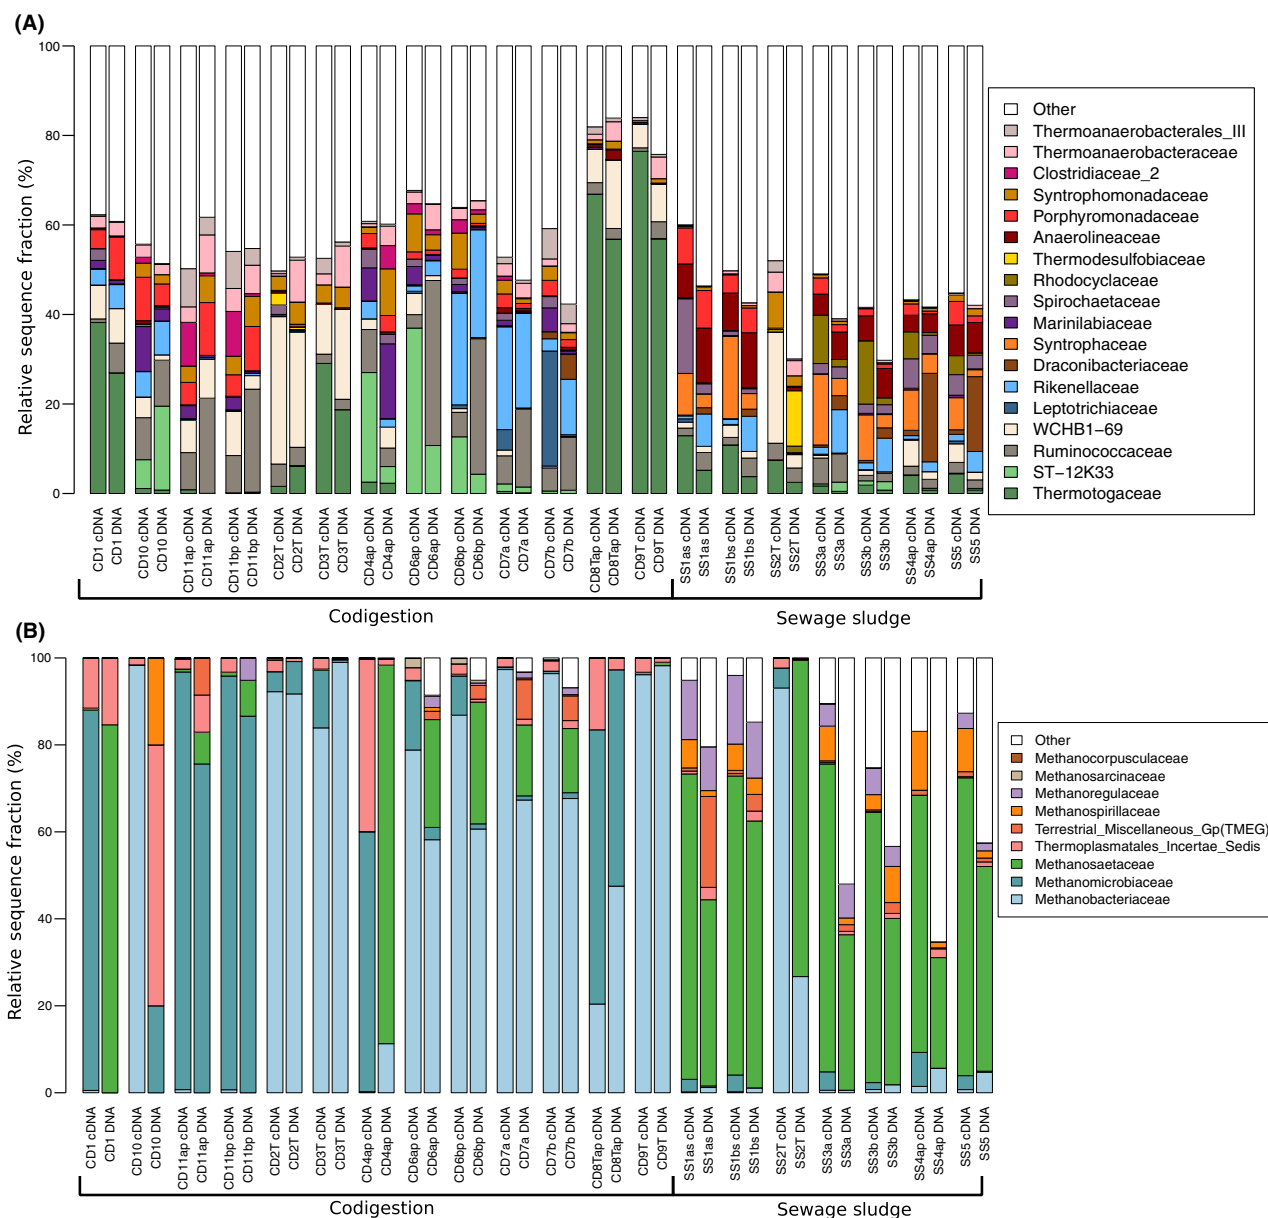 (A)
Relative sequence fraction (%)
100
80
60
40
20
0
Other
Thermoanaerobacterales_III
Thermoanaerobacteraceae
Clostridiaceae_2
Syntrophomonadaceae
Porphyromonadaceae
Anaerolineaceae
Thermodesulfobiaceae
Rhodocyclaceae
Spirochaetaceae
Marinilabiaceae
Syntrophaceae
Draconibacteriaceae
Rikenellaceae
Leptotrichiaceae
WCHB1−69
Ruminococcaceae
ST−12K33
Thermotogaceae
CD1 cDNA
CD1 DNA
CD10 cDNA
CD10 DNA
CD11ap cDNA
CD11ap DNA
CD11bp cDNA
CD11bp DNA
CD2T cDNA
CD2T DNA
CD3T cDNA
CD3T DNA
CD4ap cDNA
CD4ap DNA
CD6ap cDNA
CD6ap DNA
CD6bp cDNA
CD6bp DNA
CD7a cDNA
CD7a DNA
CD7b cDNA
CD7b DNA
CD8Tap cDNA
CD8Tap DNA
CD9T cDNA
CD9T DNA
SS1as cDNA
SS1as DNA
SS1bs cDNA
SS1bs DNA
SS2T cDNA
SS2T DNA
SS3a cDNA
SS3a DNA
SS3b cDNA
SS3b DNA
SS4ap cDNA
SS4ap DNA
SS5 cDNA
SS5 DNA
Codigestion
Sewage sludge
(B)
Relative sequence fraction (%)
100
80
60
40
20
0
Other
Methanocorpusculaceae
Methanosarcinaceae
Methanoregulaceae
Methanospirillaceae
Terrestrial_Miscellaneous_Gp(TMEG)
Thermoplasmatales_Incertae_Sedis
Methanosaetaceae
Methanomicrobiaceae
Methanobacteriaceae
CD1 cDNA
CD1 DNA
CD10 cDNA
CD10 DNA
CD11ap cDNA
CD11ap DNA
CD11bp cDNA
CD11bp DNA
CD2T cDNA
CD2T DNA
CD3T cDNA
CD3T DNA
CD4ap cDNA
CD4ap DNA
CD6ap cDNA
CD6ap DNA
CD6bp cDNA
CD6bp DNA
CD7a cDNA
CD7a DNA
CD7b cDNA
CD7b DNA
CD8Tap cDNA
CD8Tap DNA
CD9T cDNA
CD9T DNA
SS1as cDNA
SS1as DNA
SS1bs cDNA
SS1bs DNA
SS2T cDNA
SS2T DNA
SS3a cDNA
SS3a DNA
SS3b cDNA
SS3b DNA
SS4ap cDNA
SS4ap DNA
SS5 cDNA
SS5 DNA
Codigestion
Sewage sludge